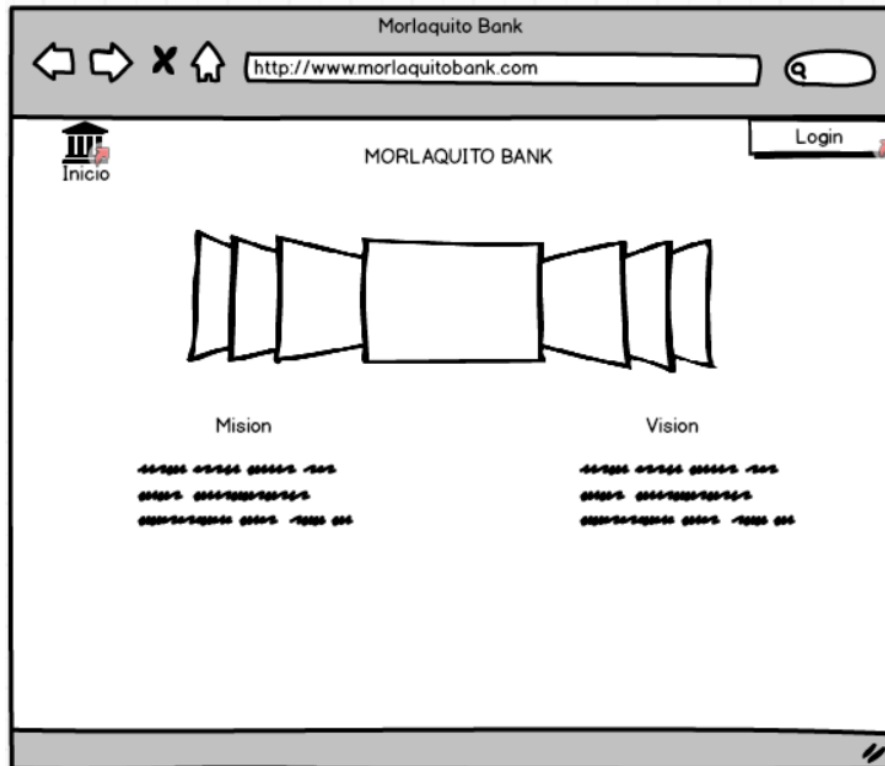 Morlaquito Bank
http://www.morlaquitobank.com
Login
MORLAQUITO BANK
Inicio
Mision
Vision